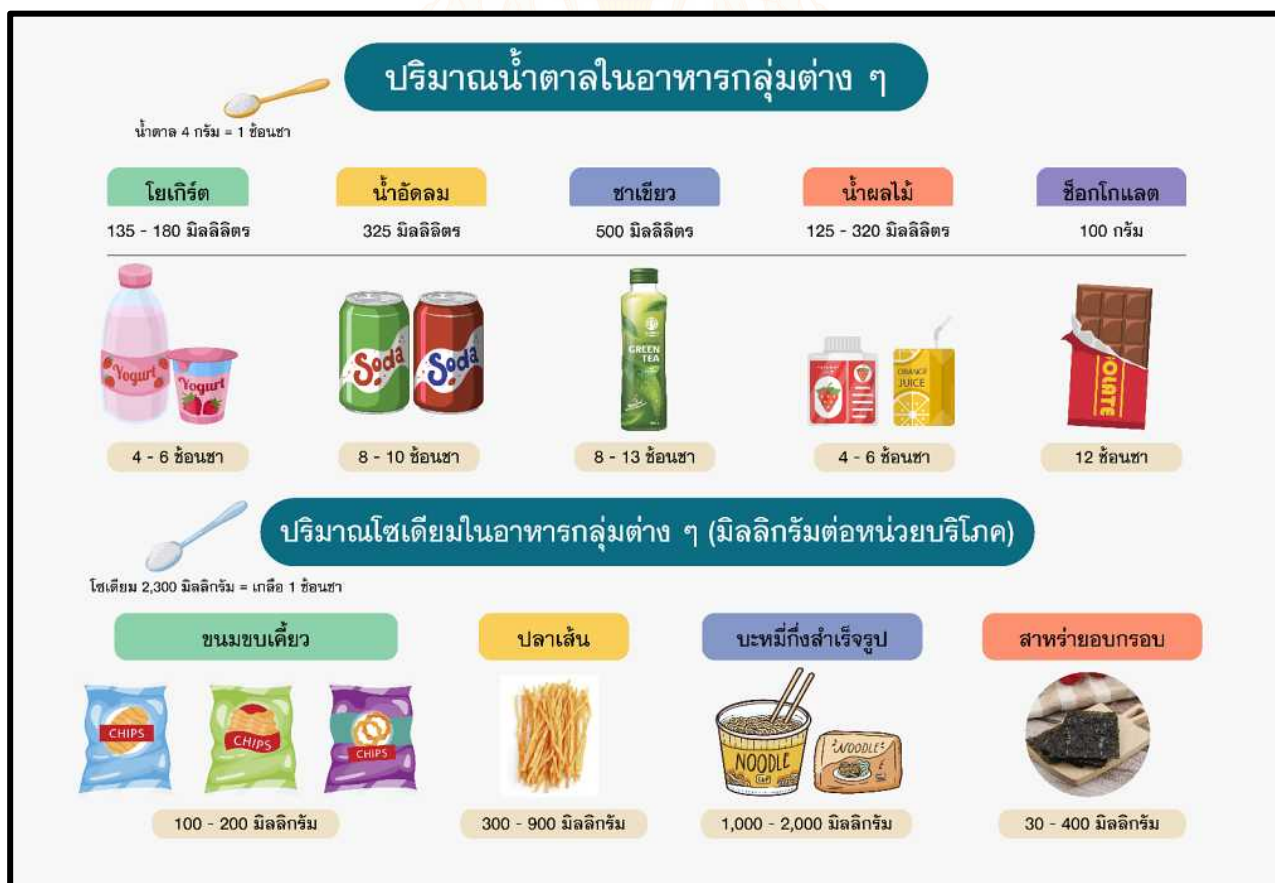 ปริมาณน้ำตาลในอาหารกลุ่มต่าง ๆ
น้ำตาล 4 กรัม = 1 ช้อนชา
โยเกิร์ต
น้ำอัดลม
ชาเขียว
น้ำผลไม้
ช็อกโกแลต
135 - 180 มิลลิลิตร
325 มิลลิลิตร
500 มิลลิลิตร
125 - 320 มิลลิลิตร
100 กรัม
Yogurt
Yogurt
Soda
Soda
GREEN
TEA
ORANGE
JUICE
OLATE
4 - 6 ช้อนชา
8 - 10 ช้อนชา
8 - 13 ช้อนชา
4 - 6 ช้อนชา
12 ช้อนชา
ปริมาณโซเดียมในอาหารกลุ่มต่าง ๆ (มิลลิกรัมต่อหน่วยบริโภค)
โซเดียม 2,300 มิลลิกรัม = เกลือ 1 ช้อนชา
ขนมขบเคี้ยว
ปลาเส้น
บะหมี่กึ่งสำเร็จรูป
สาหร่ายอบกรอบ
CHIPS
CHIPS
CHIPS
NOODLE
NOODLE
100 - 200 มิลลิกรัม
300 - 900 มิลลิกรัม
1,000 - 2,000 มิลลิกรัม
30 - 400 มิลลิกรัม